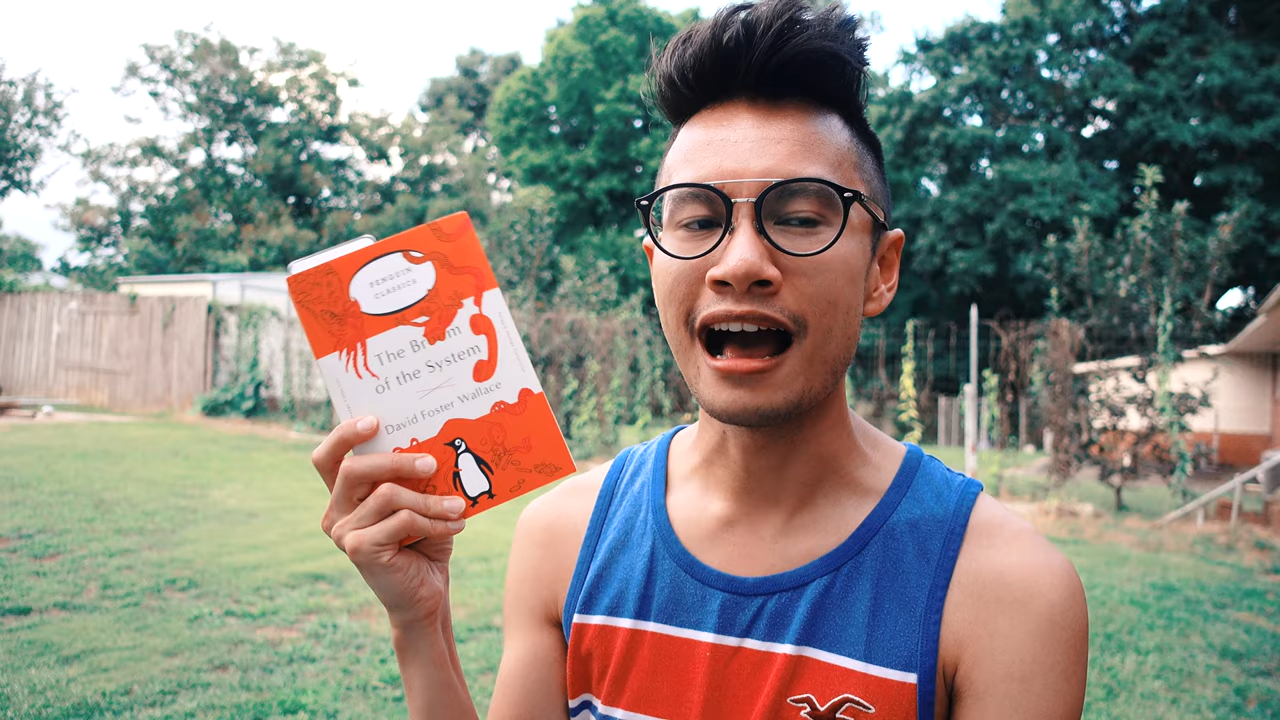 PENGUIN
CLASSICS
The Broom
of the System
David Foster Wallace